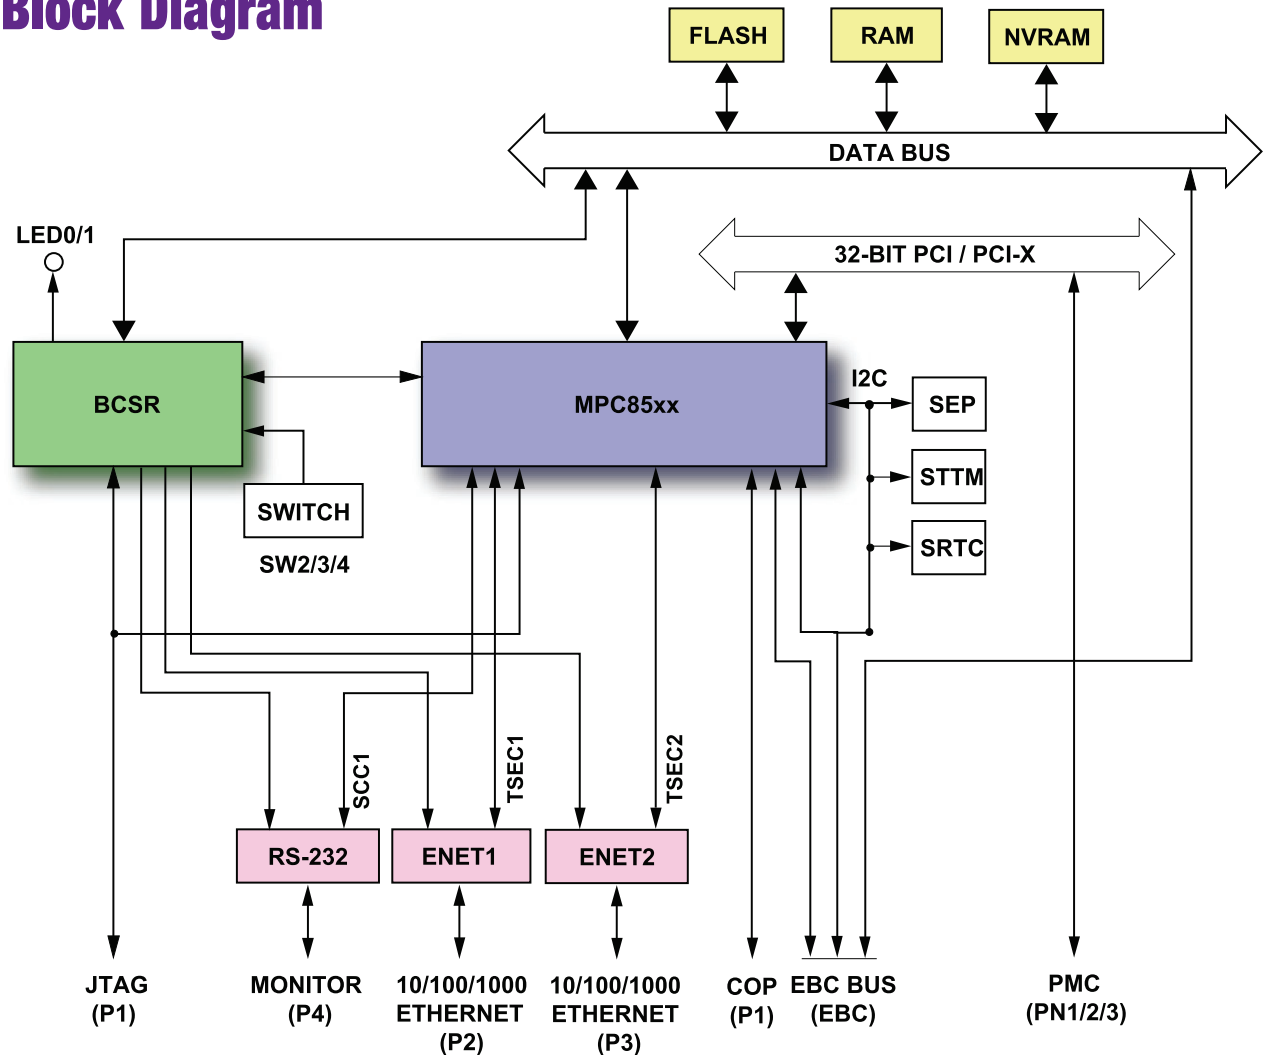 Block Diagram
FLASH
RAM
NVRAM
DATA BUS
LED0/1
32-BIT PCI / PCI-X
BCSR
MPC85xx
I2C
SEP
STTM
SRTC
SWITCH
SW2/3/4
SCC1
TSEC1
TSEC2
RS-232
ENET1
ENET2
JTAG
(P1)
MONITOR
(P4)
10/100/1000
ETHERNET
(P2)
10/100/1000
ETHERNET
(P3)
COP
(P1)
EBC BUS
(EBC)
PMC
(PN1/2/3)